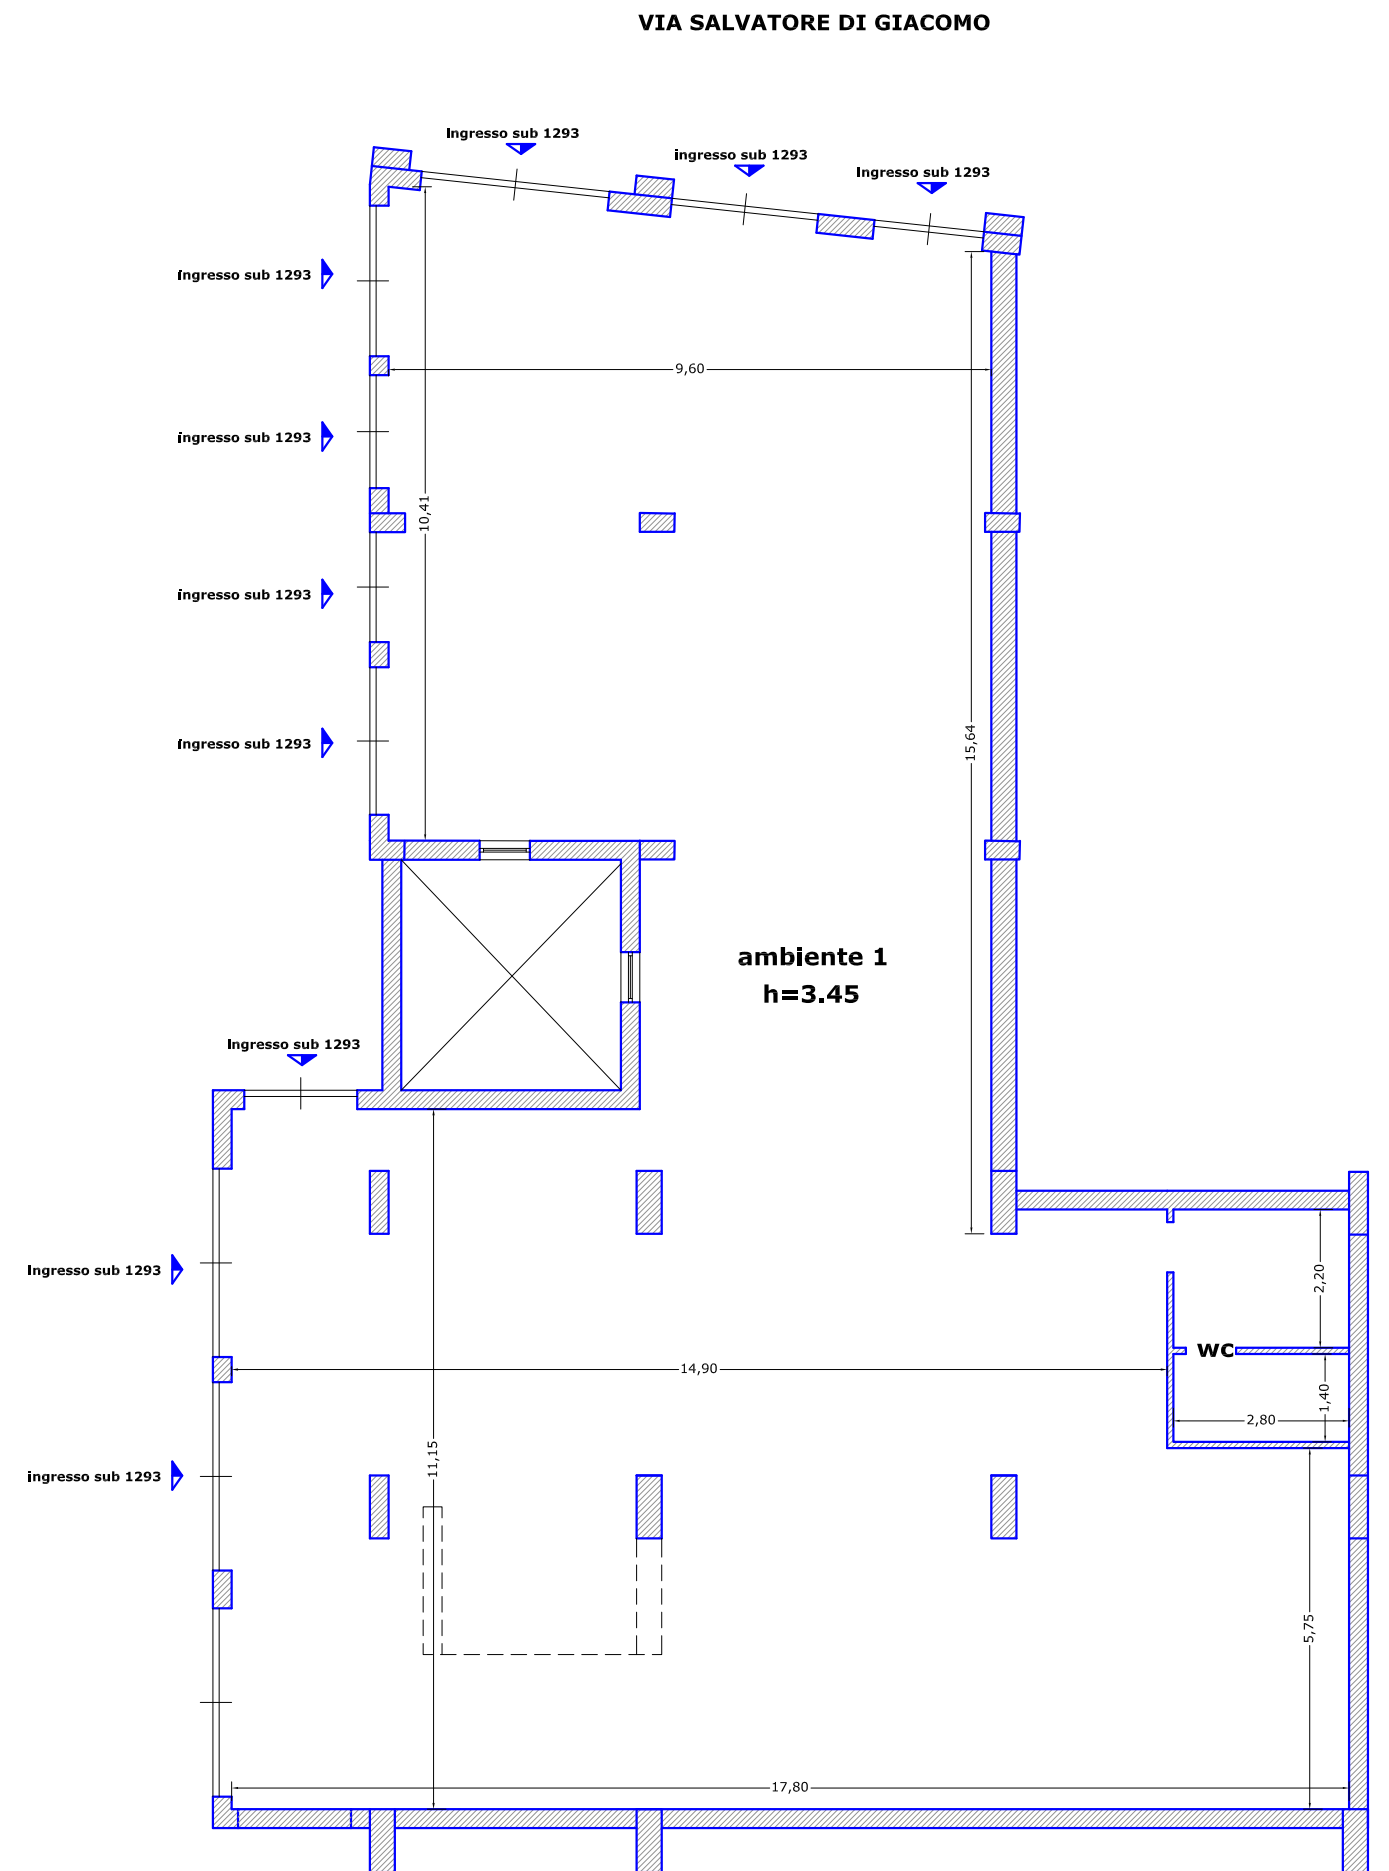 VIA SALVATORE DI GIACOMO
Ingresso sub 1293
ingresso sub 1293
Ingresso sub 1293
ingresso sub 1293
9,60
ingresso sub 1293
10,41
ingresso sub 1293
ingresso sub 1293
15,64
ambiente 1
h=3.45
Ingresso sub 1293
Ingresso sub 1293
2,20
WC
14,90
1,40
2,80
11,15
ingresso sub 1293
5,75
17,80